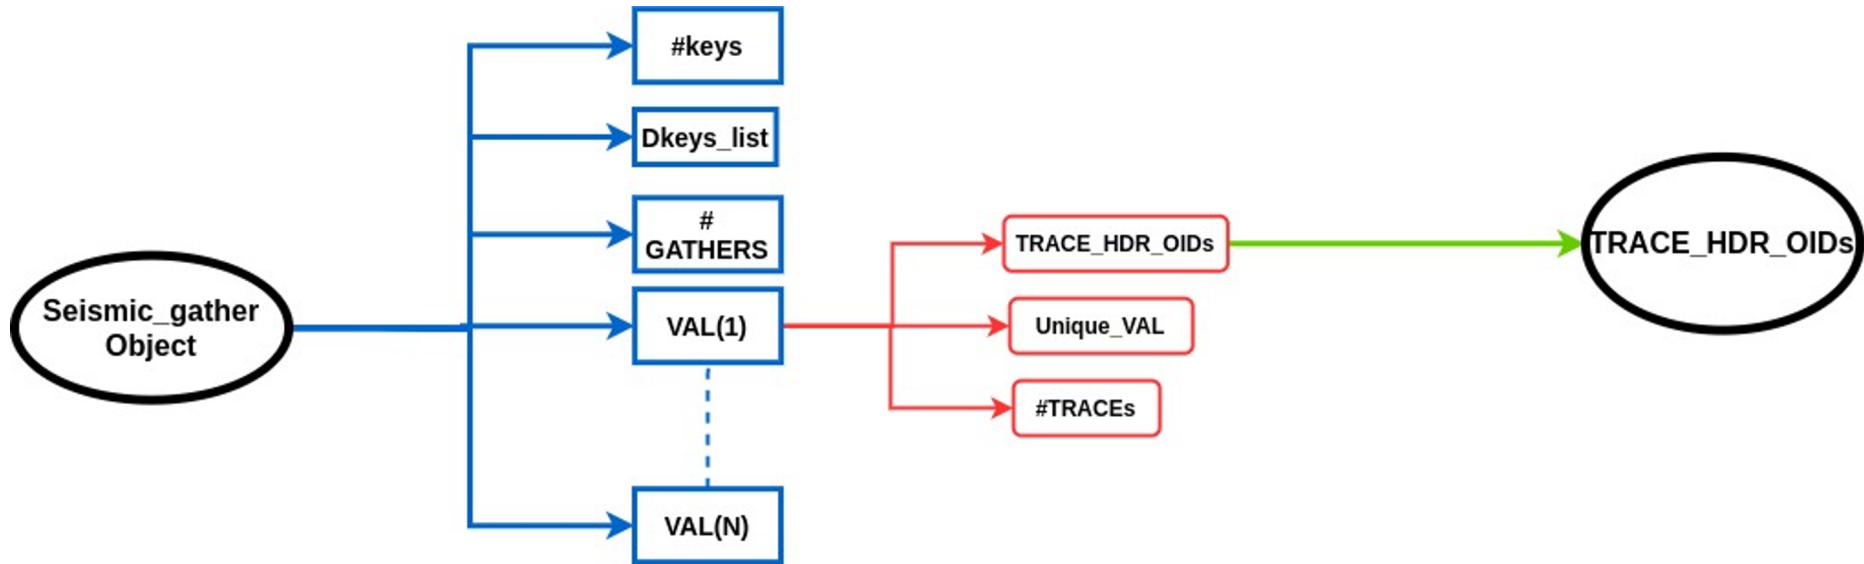 #keys
Dkeys_list
#
GATHERS
Seismic_gather
Object
VAL(1)
VAL(N)
TRACE_HDR_OIDs
Unique_VAL
#TRACEs
TRACE_HDR_OIDs